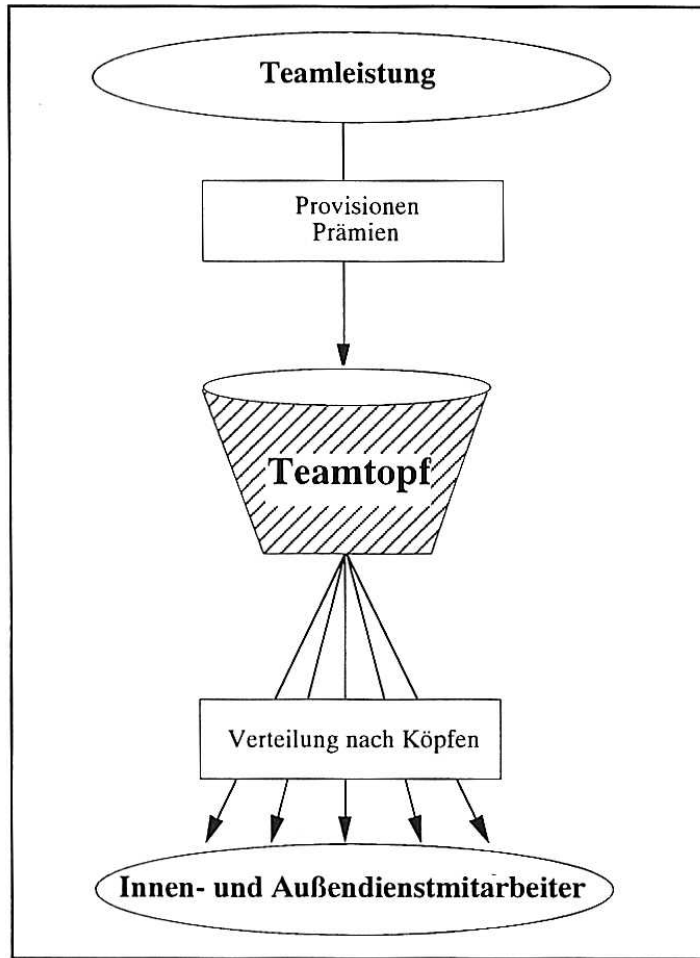 Teamleistung
Provisionen
Prämien
Teamtopf
Verteilung nach Köpfen
Innen- und Außendienstmitarbeiter